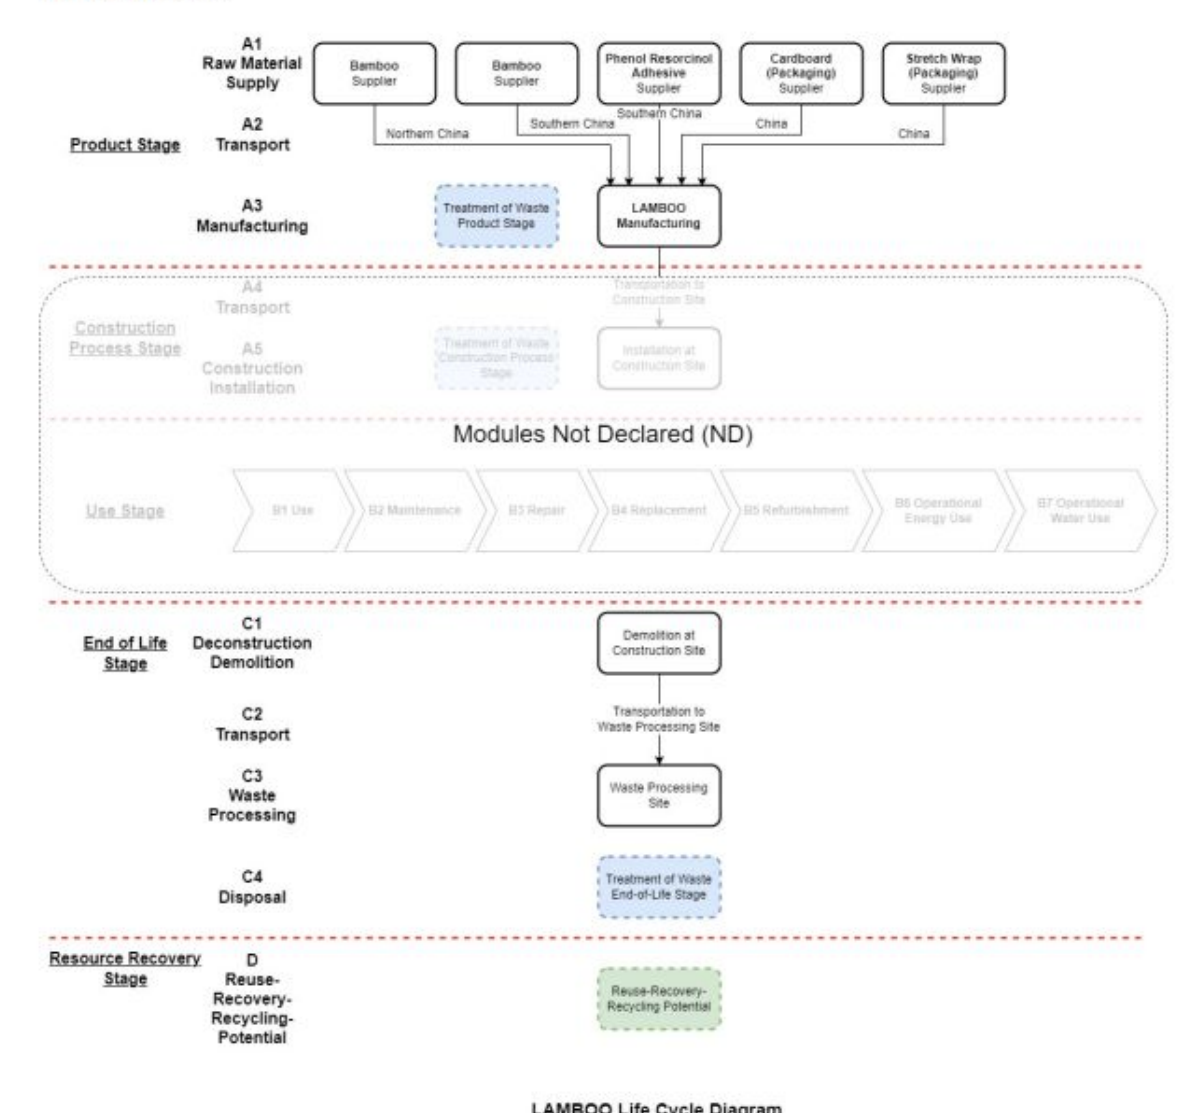 A1
Raw Material
Supply
Bamboo
Supplier
Bamboo
Supplier
Phenol Resorcinol
Adhesive
Supplier
Cardboard
(Packaging)
Supplier
Stretch Wrap
(Packaging)
Supplier
Product Stage
A2
Transport
Northern China
Southern China
Southern China
China
China
A3
Manufacturing
Treatment of Waste
Product Stage
LAMBOO
Manufacturing
Construction
Process Stage
A4
Transport
Transportation to
Construction Site
A5
Construction
Installation
Treatment of Waste
Construction Process
Stage
Installation at
Construction Site
Modules Not Declared (ND)
Use Stage
B1 Use
B2 Maintenance
B3 Repair
B4 Replacement
B5 Refurbishment
B6 Operational
Energy Use
B7 Operational
Water Use
End of Life
Stage
C1
Deconstruction
Demolition
Demolition at
Construction Site
C2
Transport
Transportation to
Waste Processing Site
C3
Waste
Processing
Waste Processing
Site
C4
Disposal
Treatment of Waste
End-of-Life Stage
Resource Recovery
Stage
D
Reuse-
Recovery-
Recycling-
Potential
Reuse-Recovery-
Recycling Potential
LAMBOO Life Cycle Diagram